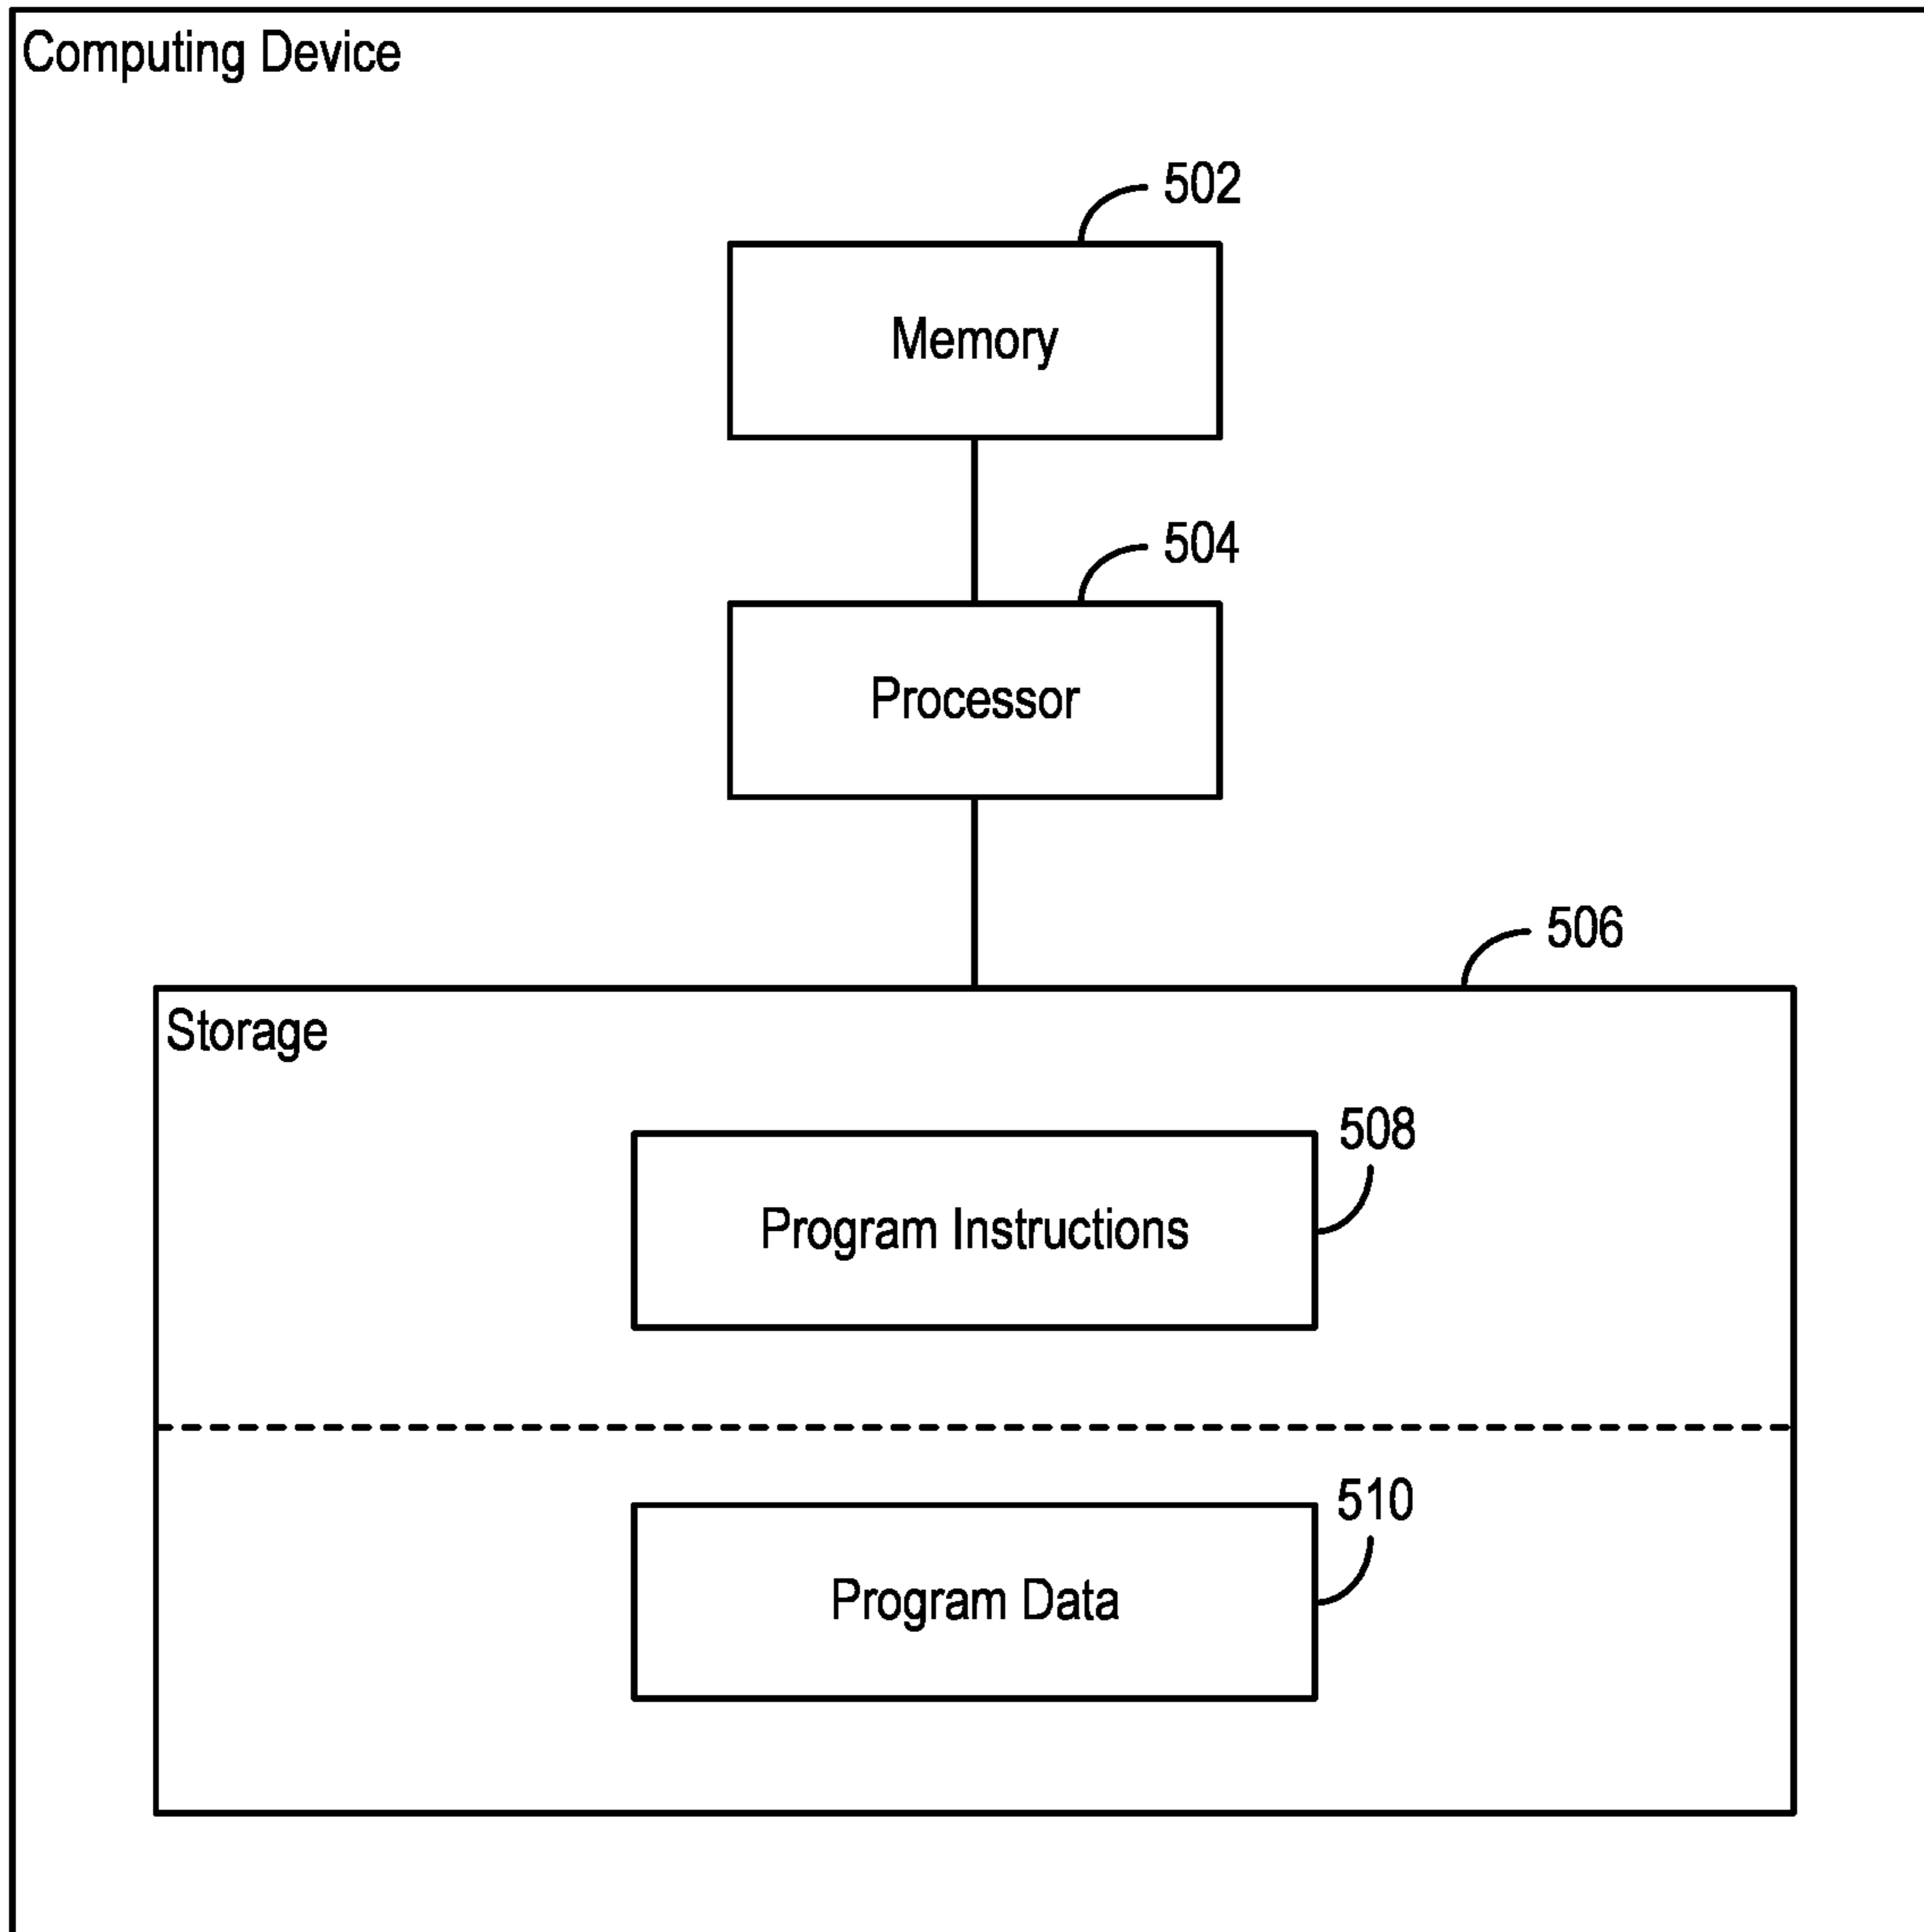 Computing Device
502
Memory
504
Processor
506
Storage
508
Program Instructions
510
Program Data